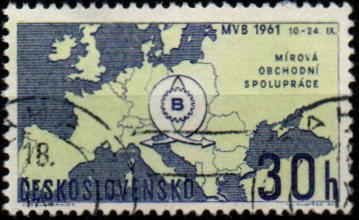 MVB 1961 10.-24. IX.
MÍROVÁ
OBCHODNÍ
SPOLUPRÁCE
B
18.
ČESKOSLOVENSKO 30h